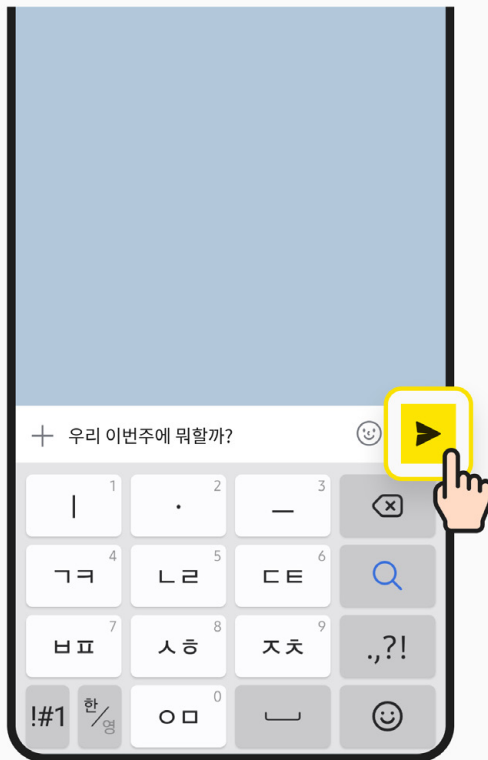 우리 이번주에 뭐할까?
ㅣ 1
· 2
ㅡ 3
ㄱㅋ 4
ㄴㄹ 5
ㄷㅌ 6
ㅂㅍ 7
ㅅㅎ 8
ㅈㅊ 9
.,?!
!#1
한/영
ㅇㅁ 0